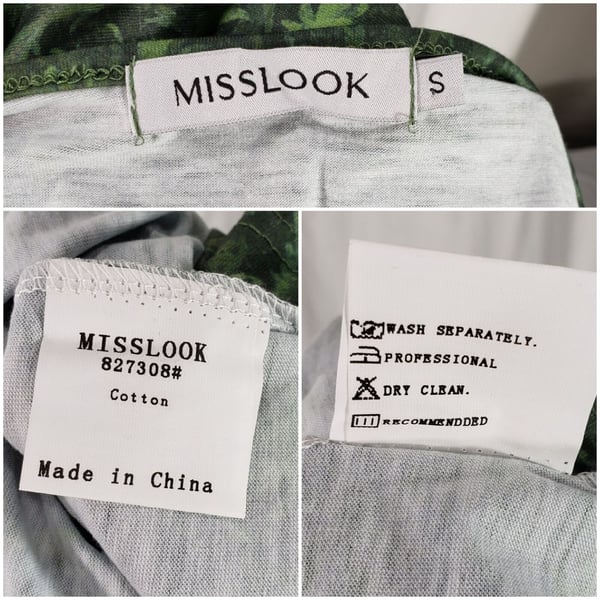 MISSLOOK
S
MISSLOOK
827308#
Cotton
Made in China
WASH SEPARATELY.
PROFESSIONAL
DRY CLEAN.
RECOMMENDDED